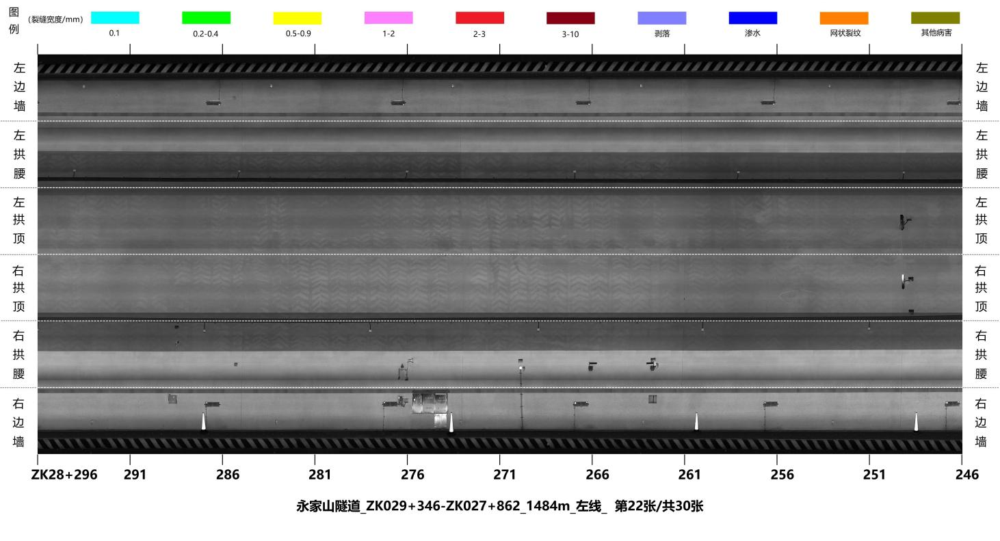 图例 (裂缝宽度/mm) 0.1 0.2-0.4 0.5-0.9 1-2 2-3 3-10 剥落 渗水 网状裂纹 其他病害
左边墙 左边墙
左拱腰 左拱腰
左拱顶 左拱顶
右拱顶 右拱顶
右拱腰 右拱腰
右边墙 右边墙
ZK28+296 291 286 281 276 271 266 261 256 251 246
永家山隧道_ZK029+346-ZK027+862_1484m_左线_ 第22张/共30张